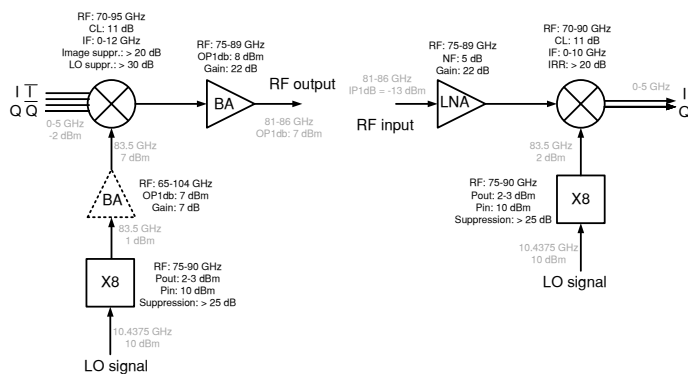 RF: 70-95 GHz
CL: 11 dB
IF: 0-12 GHz
Image suppr.: > 20 dB
LO suppr.: > 30 dB
I I
Q Q
0-5 GHz
-2 dBm
RF: 75-89 GHz
OP1db: 8 dBm
Gain: 22 dB
BA
RF output
81-86 GHz
OP1dB: 7 dBm
83.5 GHz
7 dBm
BA
RF: 65-104 GHz
OP1db: 7 dBm
Gain: 7 dB
83.5 GHz
1 dBm
X8
RF: 75-90 GHz
Pout: 2-3 dBm
Pin: 10 dBm
Suppression: > 25 dB
10.4375 GHz
10 dBm
LO signal
81-86 GHz
IP1dB = -13 dBm
RF input
RF: 75-89 GHz
NF: 5 dB
Gain: 22 dB
LNA
RF: 70-90 GHz
CL: 11 dB
IF: 0-10 GHz
IRR: > 20 dB
0-5 GHz
I
Q
83.5 GHz
2 dBm
RF: 75-90 GHz
Pout: 2-3 dBm
Pin: 10 dBm
Suppression: > 25 dB
X8
10.4375 GHz
10 dBm
LO signal